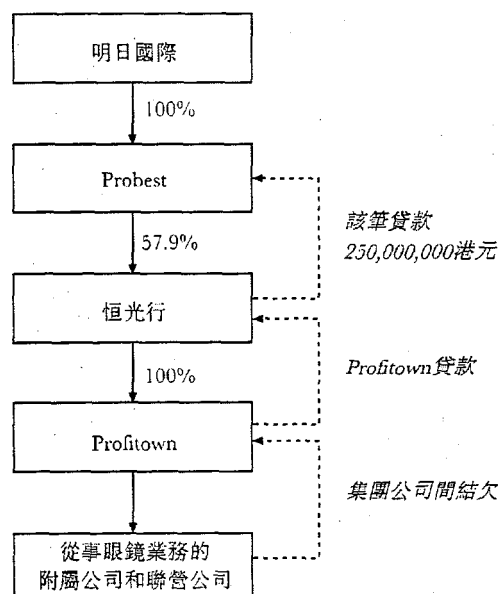 明日國際
100%
Probest
該筆貸款
250,000,000港元
57.9%
恒光行
Profitown貸款
100%
Profitown
集團公司間結欠
從事眼鏡業務的
附屬公司和聯營公司